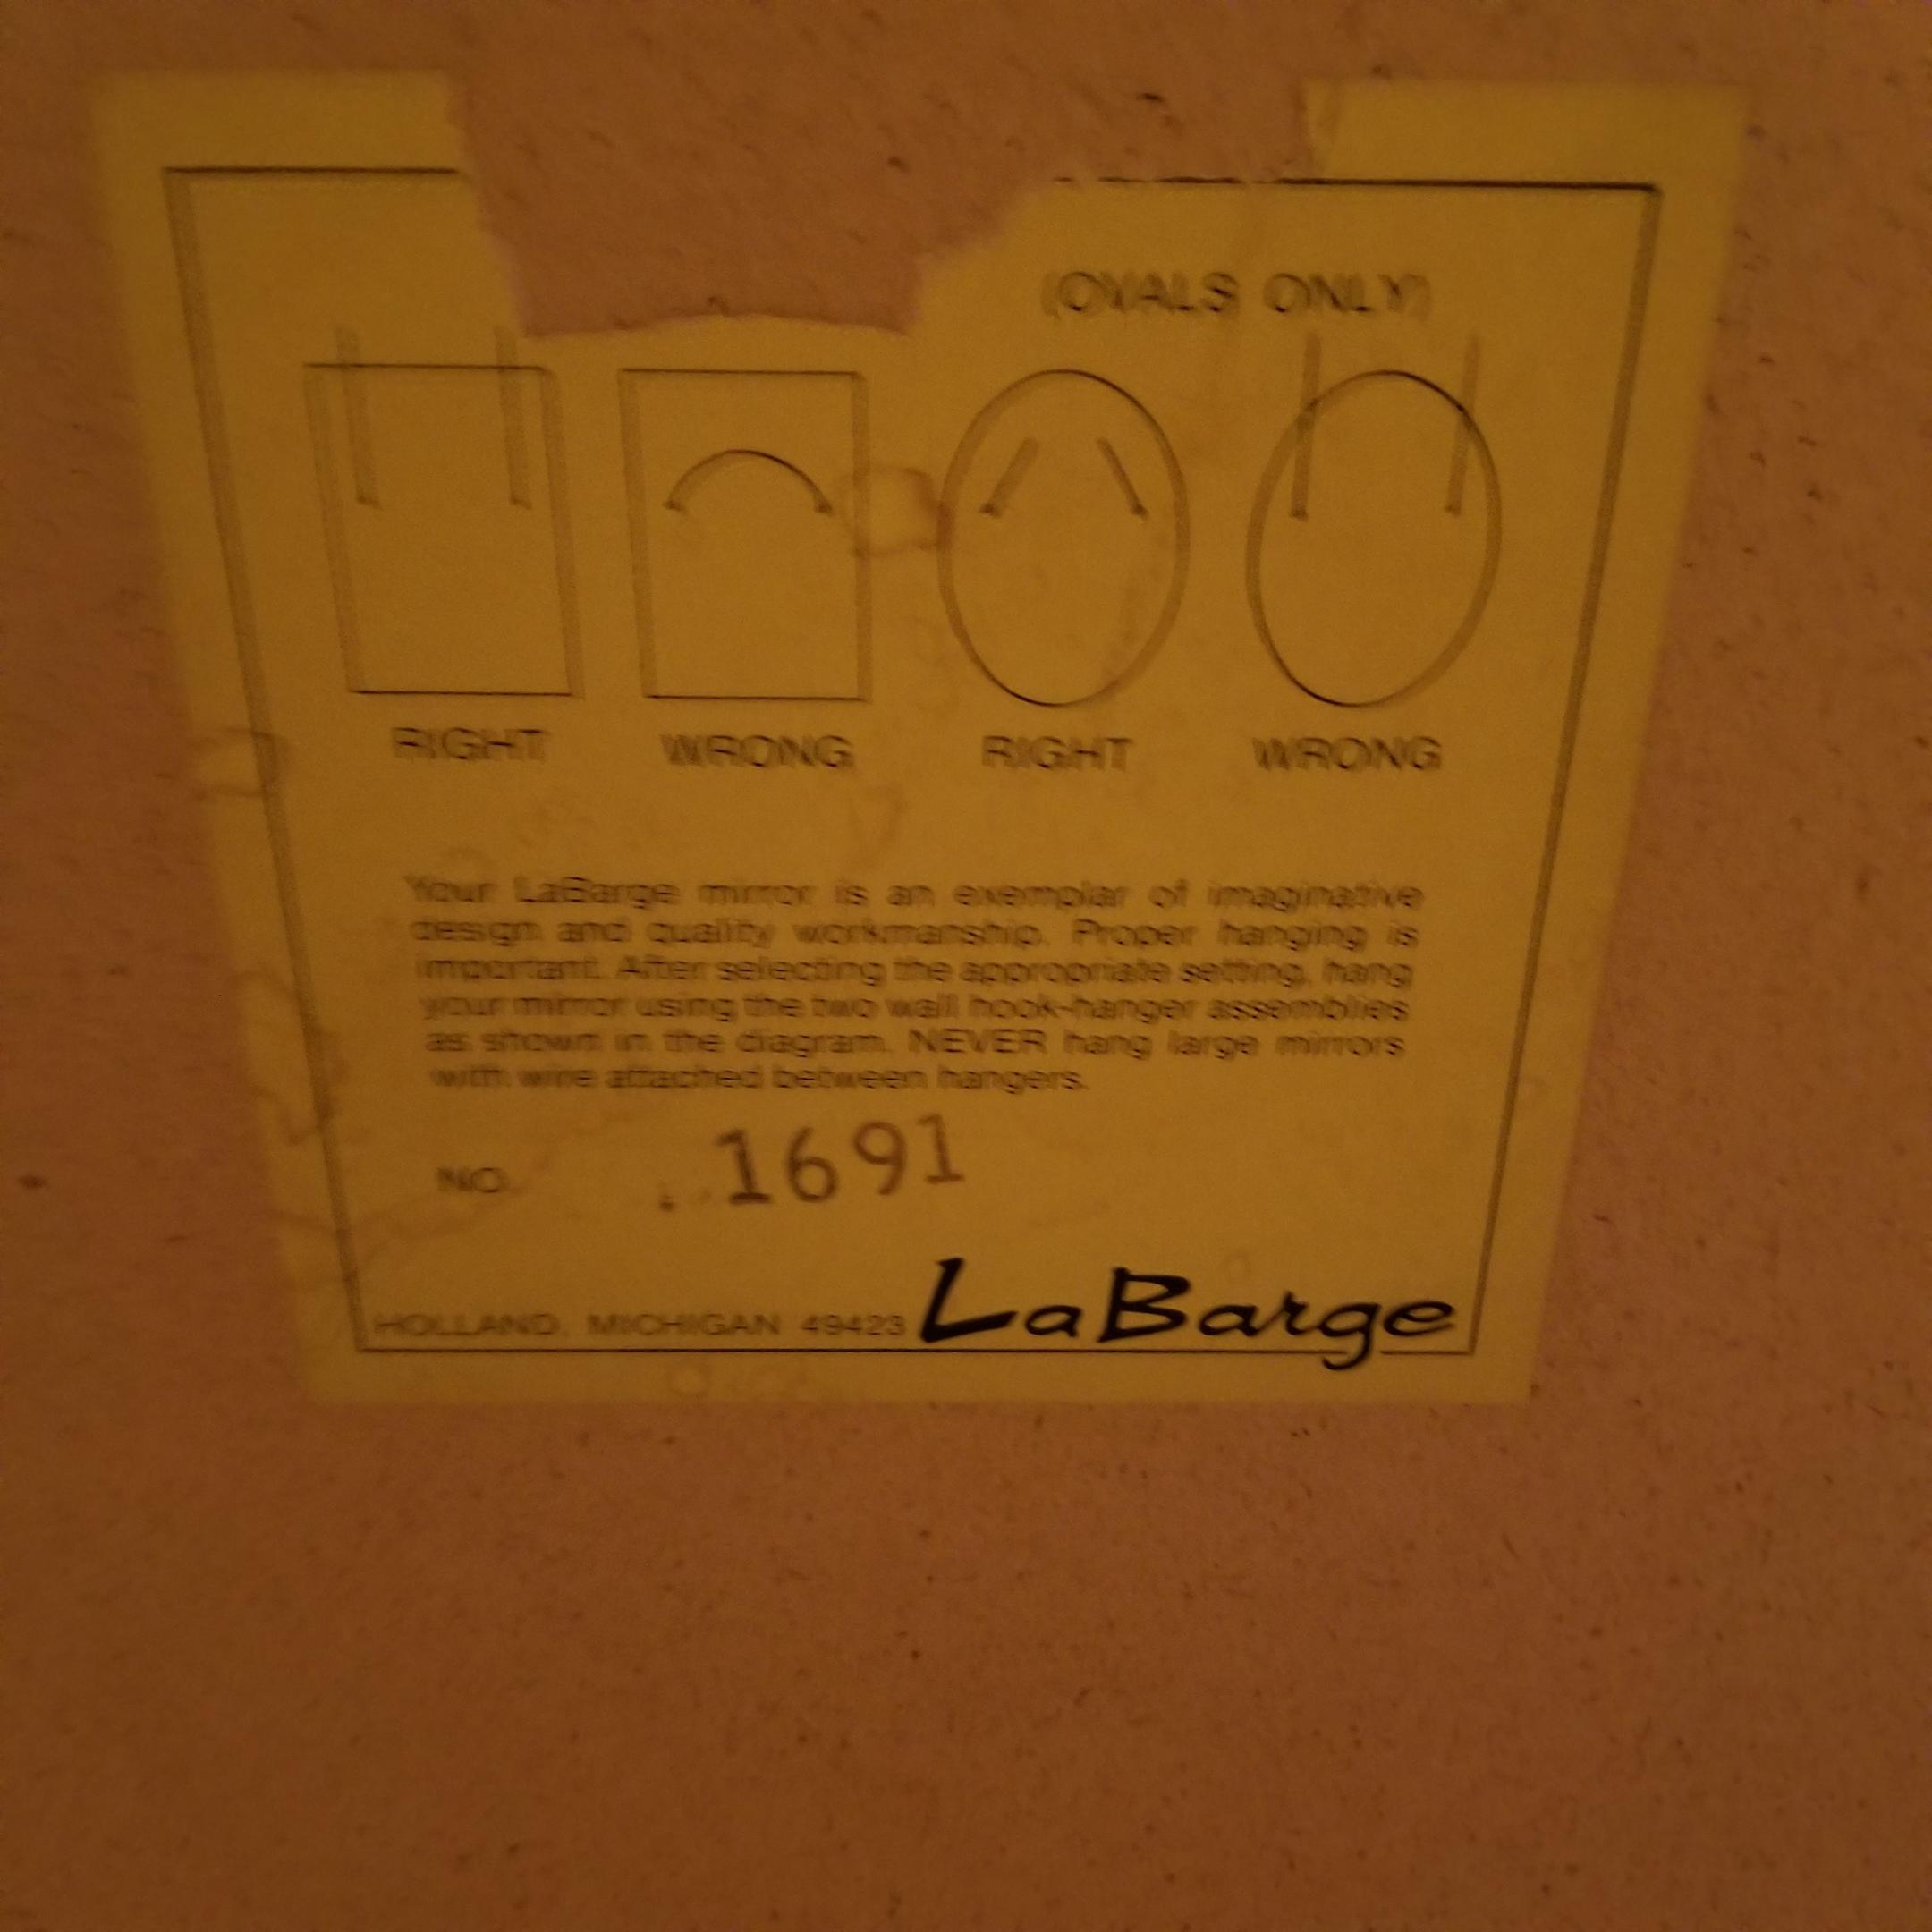 (OVALS ONLY)
RIGHT WRONG RIGHT WRONG
Your LaBarge mirror is an exemplar of imaginative
design and quality workmanship. Proper hanging is
important. After selecting the appropriate setting, hang
your mirror using the two wall hook-hanger assemblies
as shown in the diagram. NEVER hang large mirrors
with wire attached between hangers.
NO. 1691
HOLLAND, MICHIGAN 49423 LaBarge